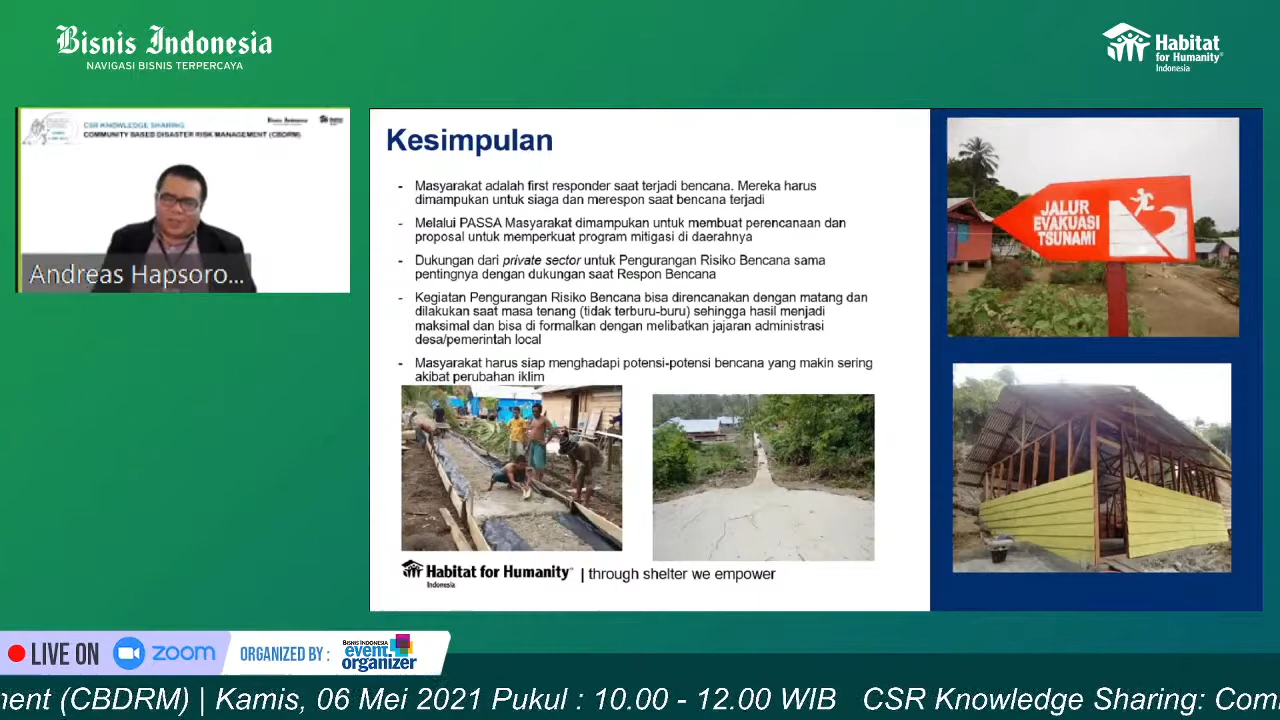 Bisnis Indonesia
NAVIGASI BISNIS TERPERCAYA
Habitat
for Humanity®
Indonesia
CSR KNOWLEDGE SHARING
COMMUNITY BASED DISASTER RISK MANAGEMENT (CBDRM)
Andreas Hapsoro...
Kesimpulan
- Masyarakat adalah first responder saat terjadi bencana. Mereka harus
dimampukan untuk siaga dan merespon saat bencana terjadi
- Melalui PASSA Masyarakat dimampukan untuk membuat perencanaan dan
proposal untuk memperkuat program mitigasi di daerahnya
- Dukungan dari private sector untuk Pengurangan Risiko Bencana sama
pentingnya dengan dukungan saat Respon Bencana
- Kegiatan Pengurangan Risiko Bencana bisa direncanakan dengan matang dan
dilakukan saat masa tenang (tidak terburu-buru) sehingga hasil menjadi
maksimal dan bisa di formalkan dengan melibatkan jajaran administrasi
desa/pemerintah local
- Masyarakat harus siap menghadapi potensi-potensi bencana yang makin sering
akibat perubahan iklim
Habitat for Humanity
Indonesia
| through shelter we empower
JALUR
EVAKUASI
TSUNAMI
LIVE ON
zoom
ORGANIZED BY :
BISNIS INDONESIA
event
organizer
ment (CBDRM) | Kamis, 06 Mei 2021 Pukul : 10.00 - 12.00 WIB CSR Knowledge Sharing: Com